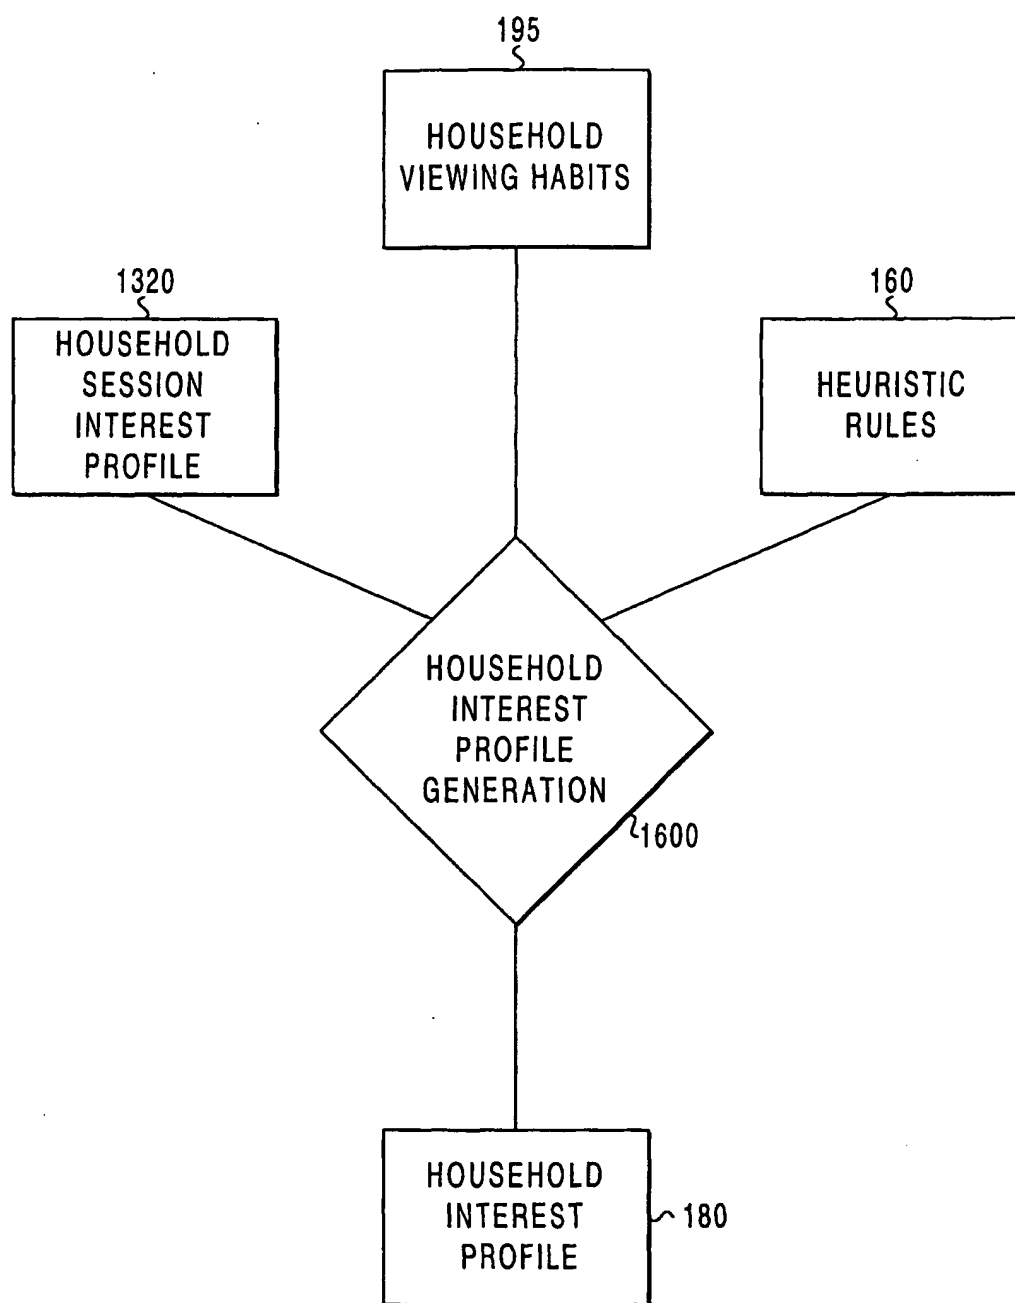 195
HOUSEHOLD
VIEWING HABITS
1320
HOUSEHOLD
SESSION
INTEREST
PROFILE
160
HEURISTIC
RULES
HOUSEHOLD
INTEREST
PROFILE
GENERATION
1600
HOUSEHOLD
INTEREST
PROFILE
180